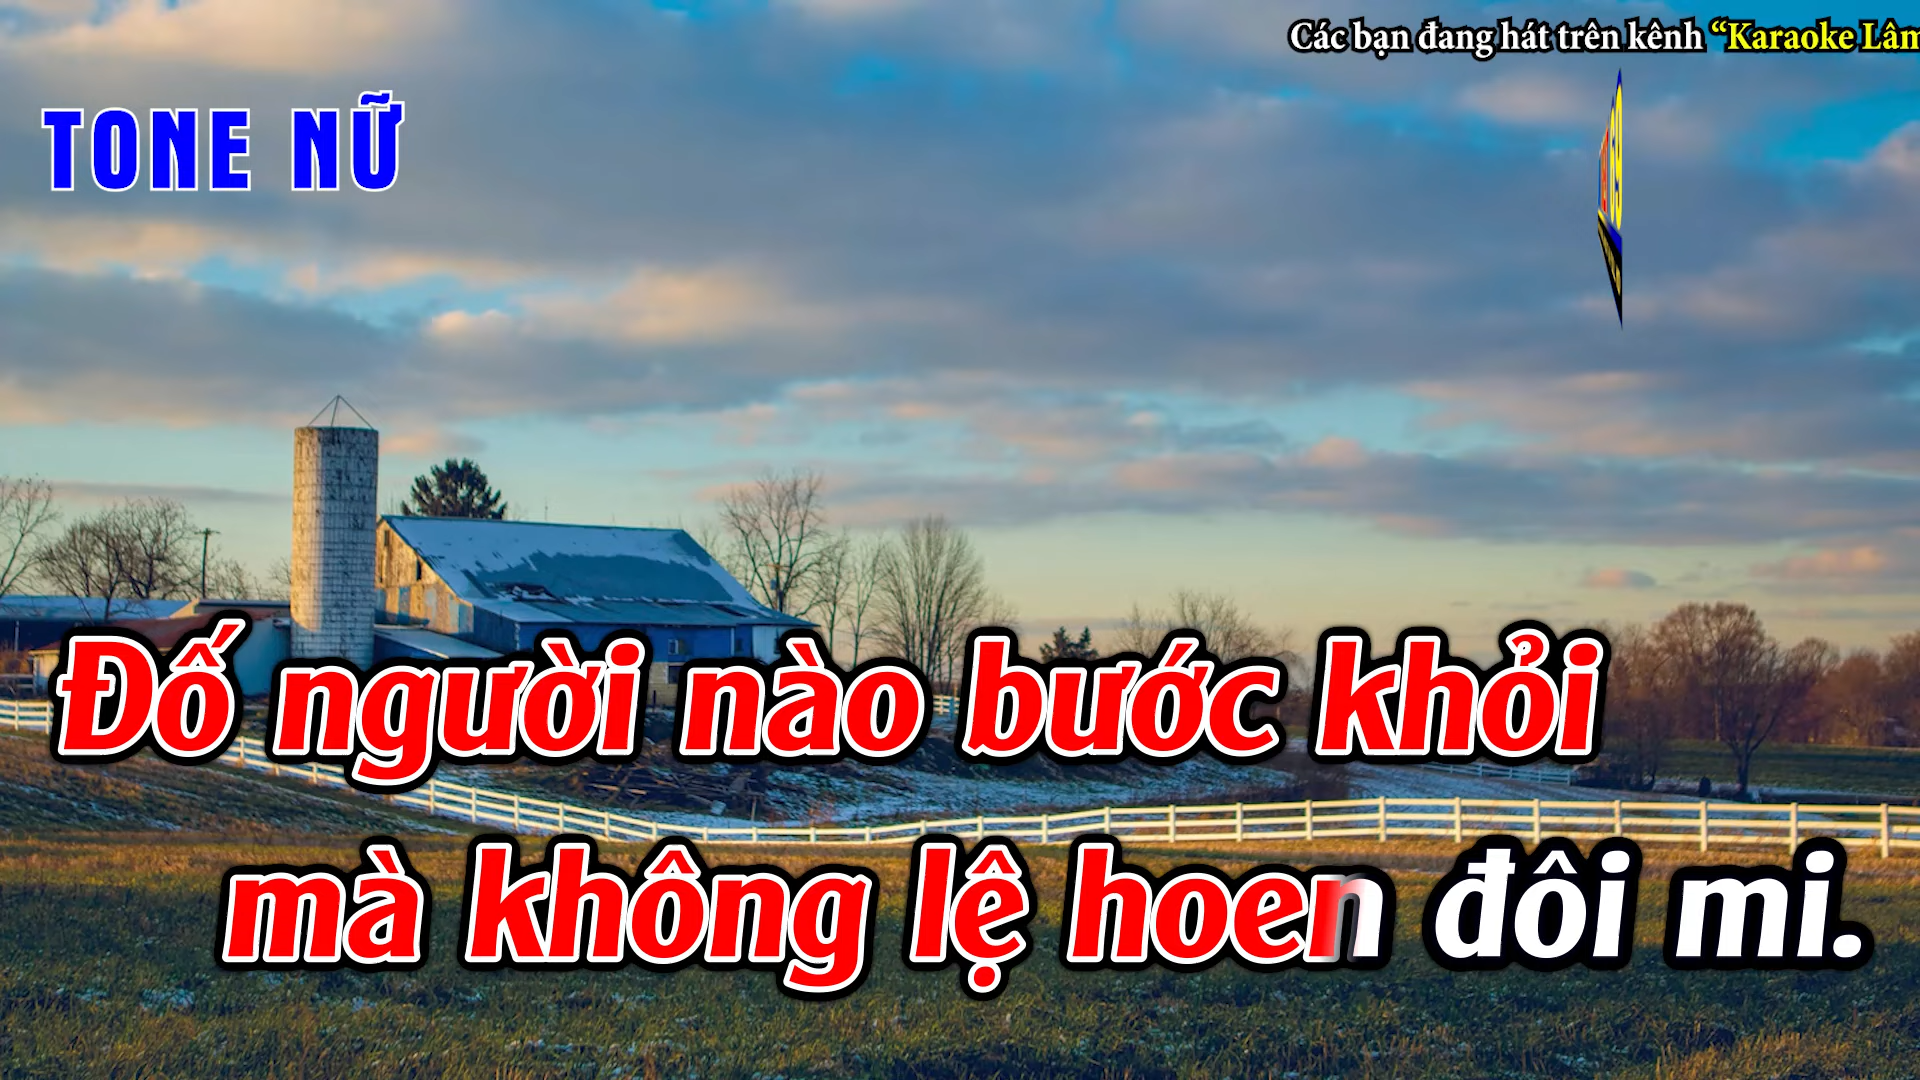 Các bạn đang hát trên kênh “Karaoke Lâm
TONE NỮ
69
Đố người nào bước khỏi
mà không lệ hoen đôi mi.